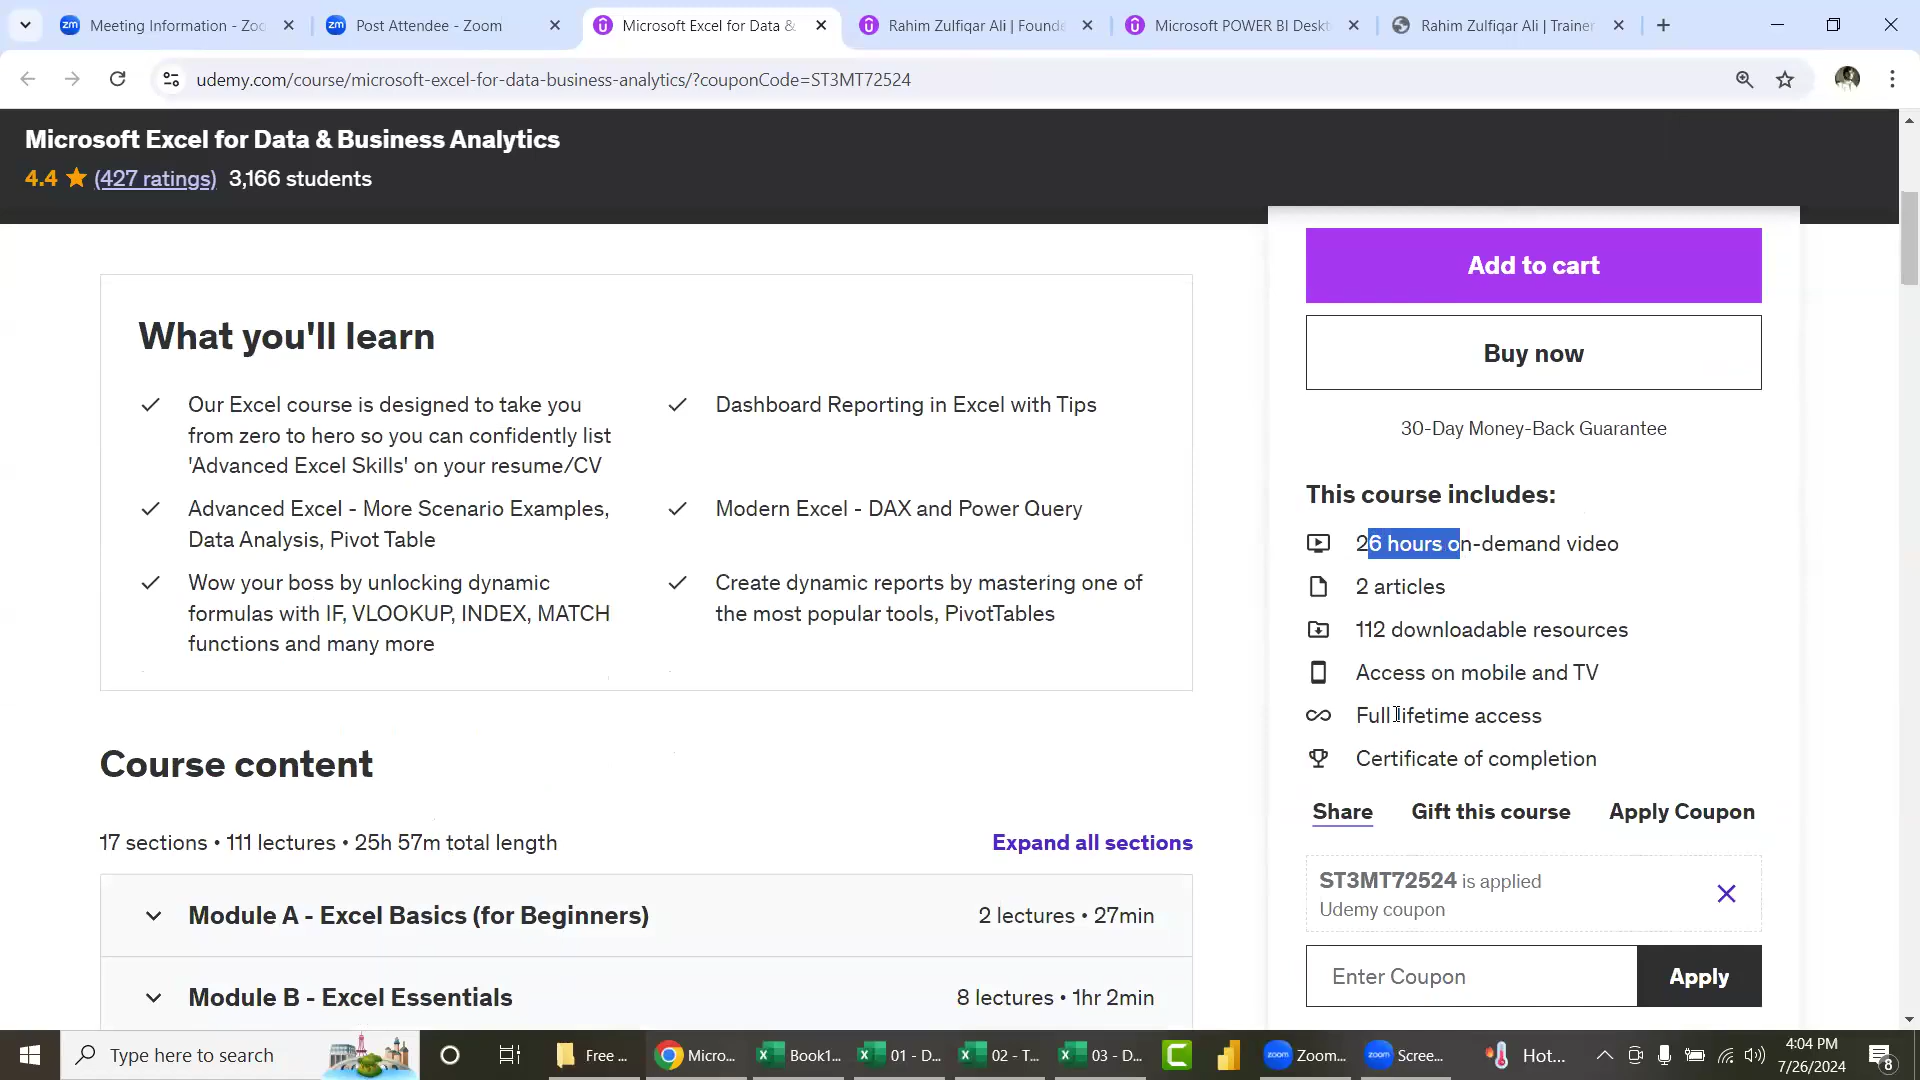 Meeting Information - Zoo
Post Attendee - Zoom
Microsoft Excel for Data &
Rahim Zulfiqar Ali | Founde
Microsoft POWER BI Deskt
Rahim Zulfiqar Ali | Trainer
udemy.com/course/microsoft-excel-for-data-business-analytics/?couponCode=ST3MT72524
Microsoft Excel for Data & Business Analytics
4.4 (427 ratings) 3,166 students
What you'll learn
Our Excel course is designed to take you
from zero to hero so you can confidently list
'Advanced Excel Skills' on your resume/CV
Dashboard Reporting in Excel with Tips
Advanced Excel - More Scenario Examples,
Data Analysis, Pivot Table
Modern Excel - DAX and Power Query
Wow your boss by unlocking dynamic
formulas with IF, VLOOKUP, INDEX, MATCH
functions and many more
Create dynamic reports by mastering one of
the most popular tools, PivotTables
Course content
17 sections • 111 lectures • 25h 57m total length
Expand all sections
Module A - Excel Basics (for Beginners)
2 lectures • 27min
Module B - Excel Essentials
8 lectures • 1hr 2min
Add to cart
Buy now
30-Day Money-Back Guarantee
This course includes:
26 hours on-demand video
2 articles
112 downloadable resources
Access on mobile and TV
Full lifetime access
Certificate of completion
Share
Gift this course
Apply Coupon
ST3MT72524 is applied
Udemy coupon
Enter Coupon
Apply
Type here to search
Free ...
Micro...
Book1...
01 - D...
02 - T...
03 - D...
Zoom...
Scree...
Hot...
4:04 PM
7/26/2024
8